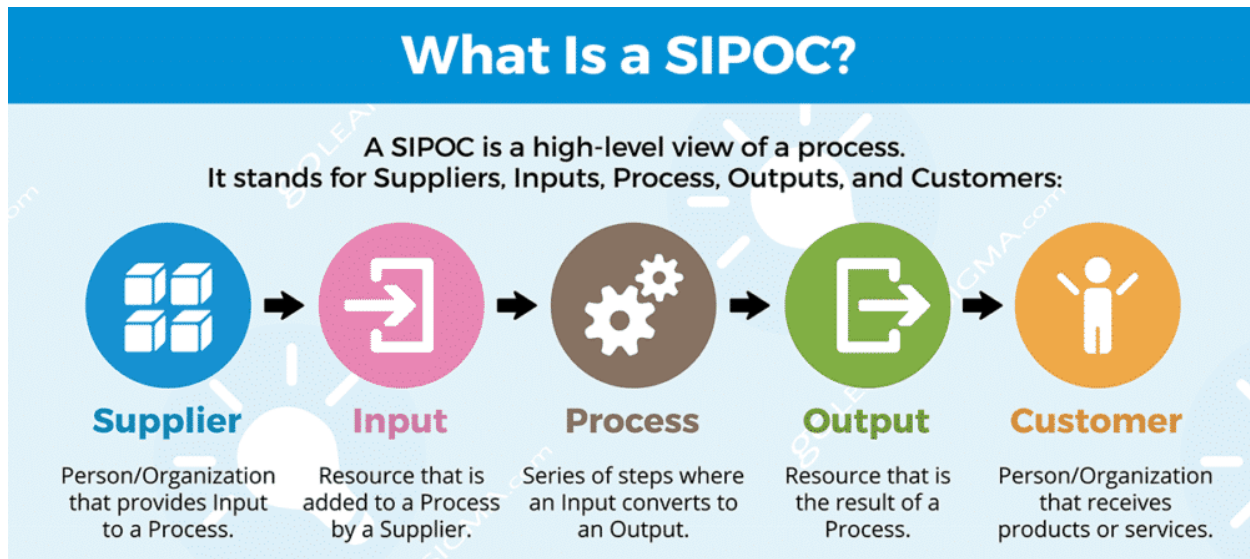 What Is a SIPOC?
A SIPOC is a high-level view of a process.
It stands for Suppliers, Inputs, Process, Outputs, and Customers:
Supplier
Person/Organization
that provides Input
to a Process.
Input
Resource that is
added to a Process
by a Supplier.
Process
Series of steps where
an Input converts to
an Output.
Output
Resource that is
the result of a
Process.
Customer
Person/Organization
that receives
products or services.